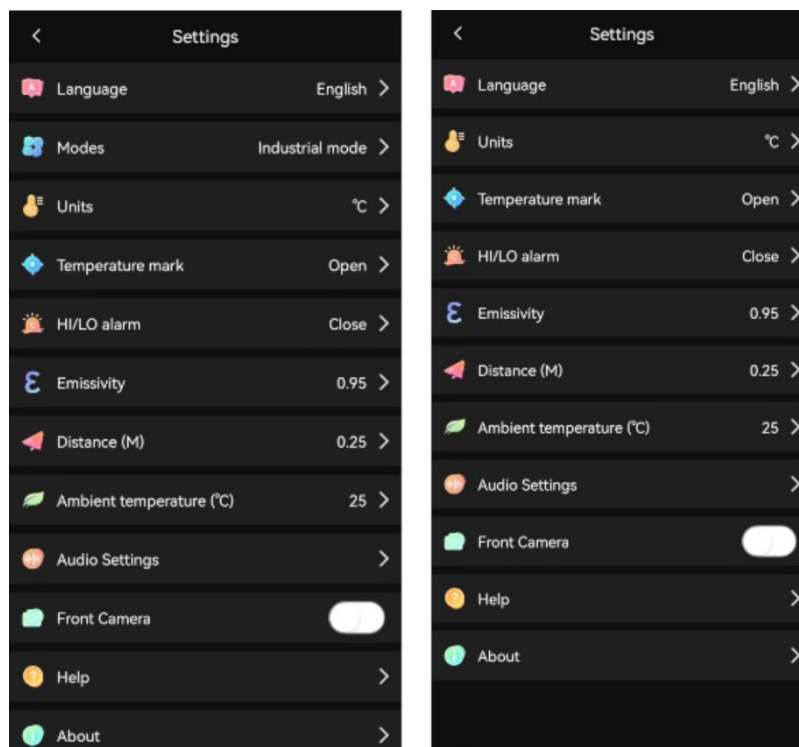 Settings
Language English
Modes Industrial mode
Units ℃
Temperature mark Open
HI/LO alarm Close
Emissivity 0.95
Distance (M) 0.25
Ambient temperature (℃) 25
Audio Settings
Front Camera
Help
About
Settings
Language English
Units ℃
Temperature mark Open
HI/LO alarm Close
Emissivity 0.95
Distance (M) 0.25
Ambient temperature (℃) 25
Audio Settings
Front Camera
Help
About